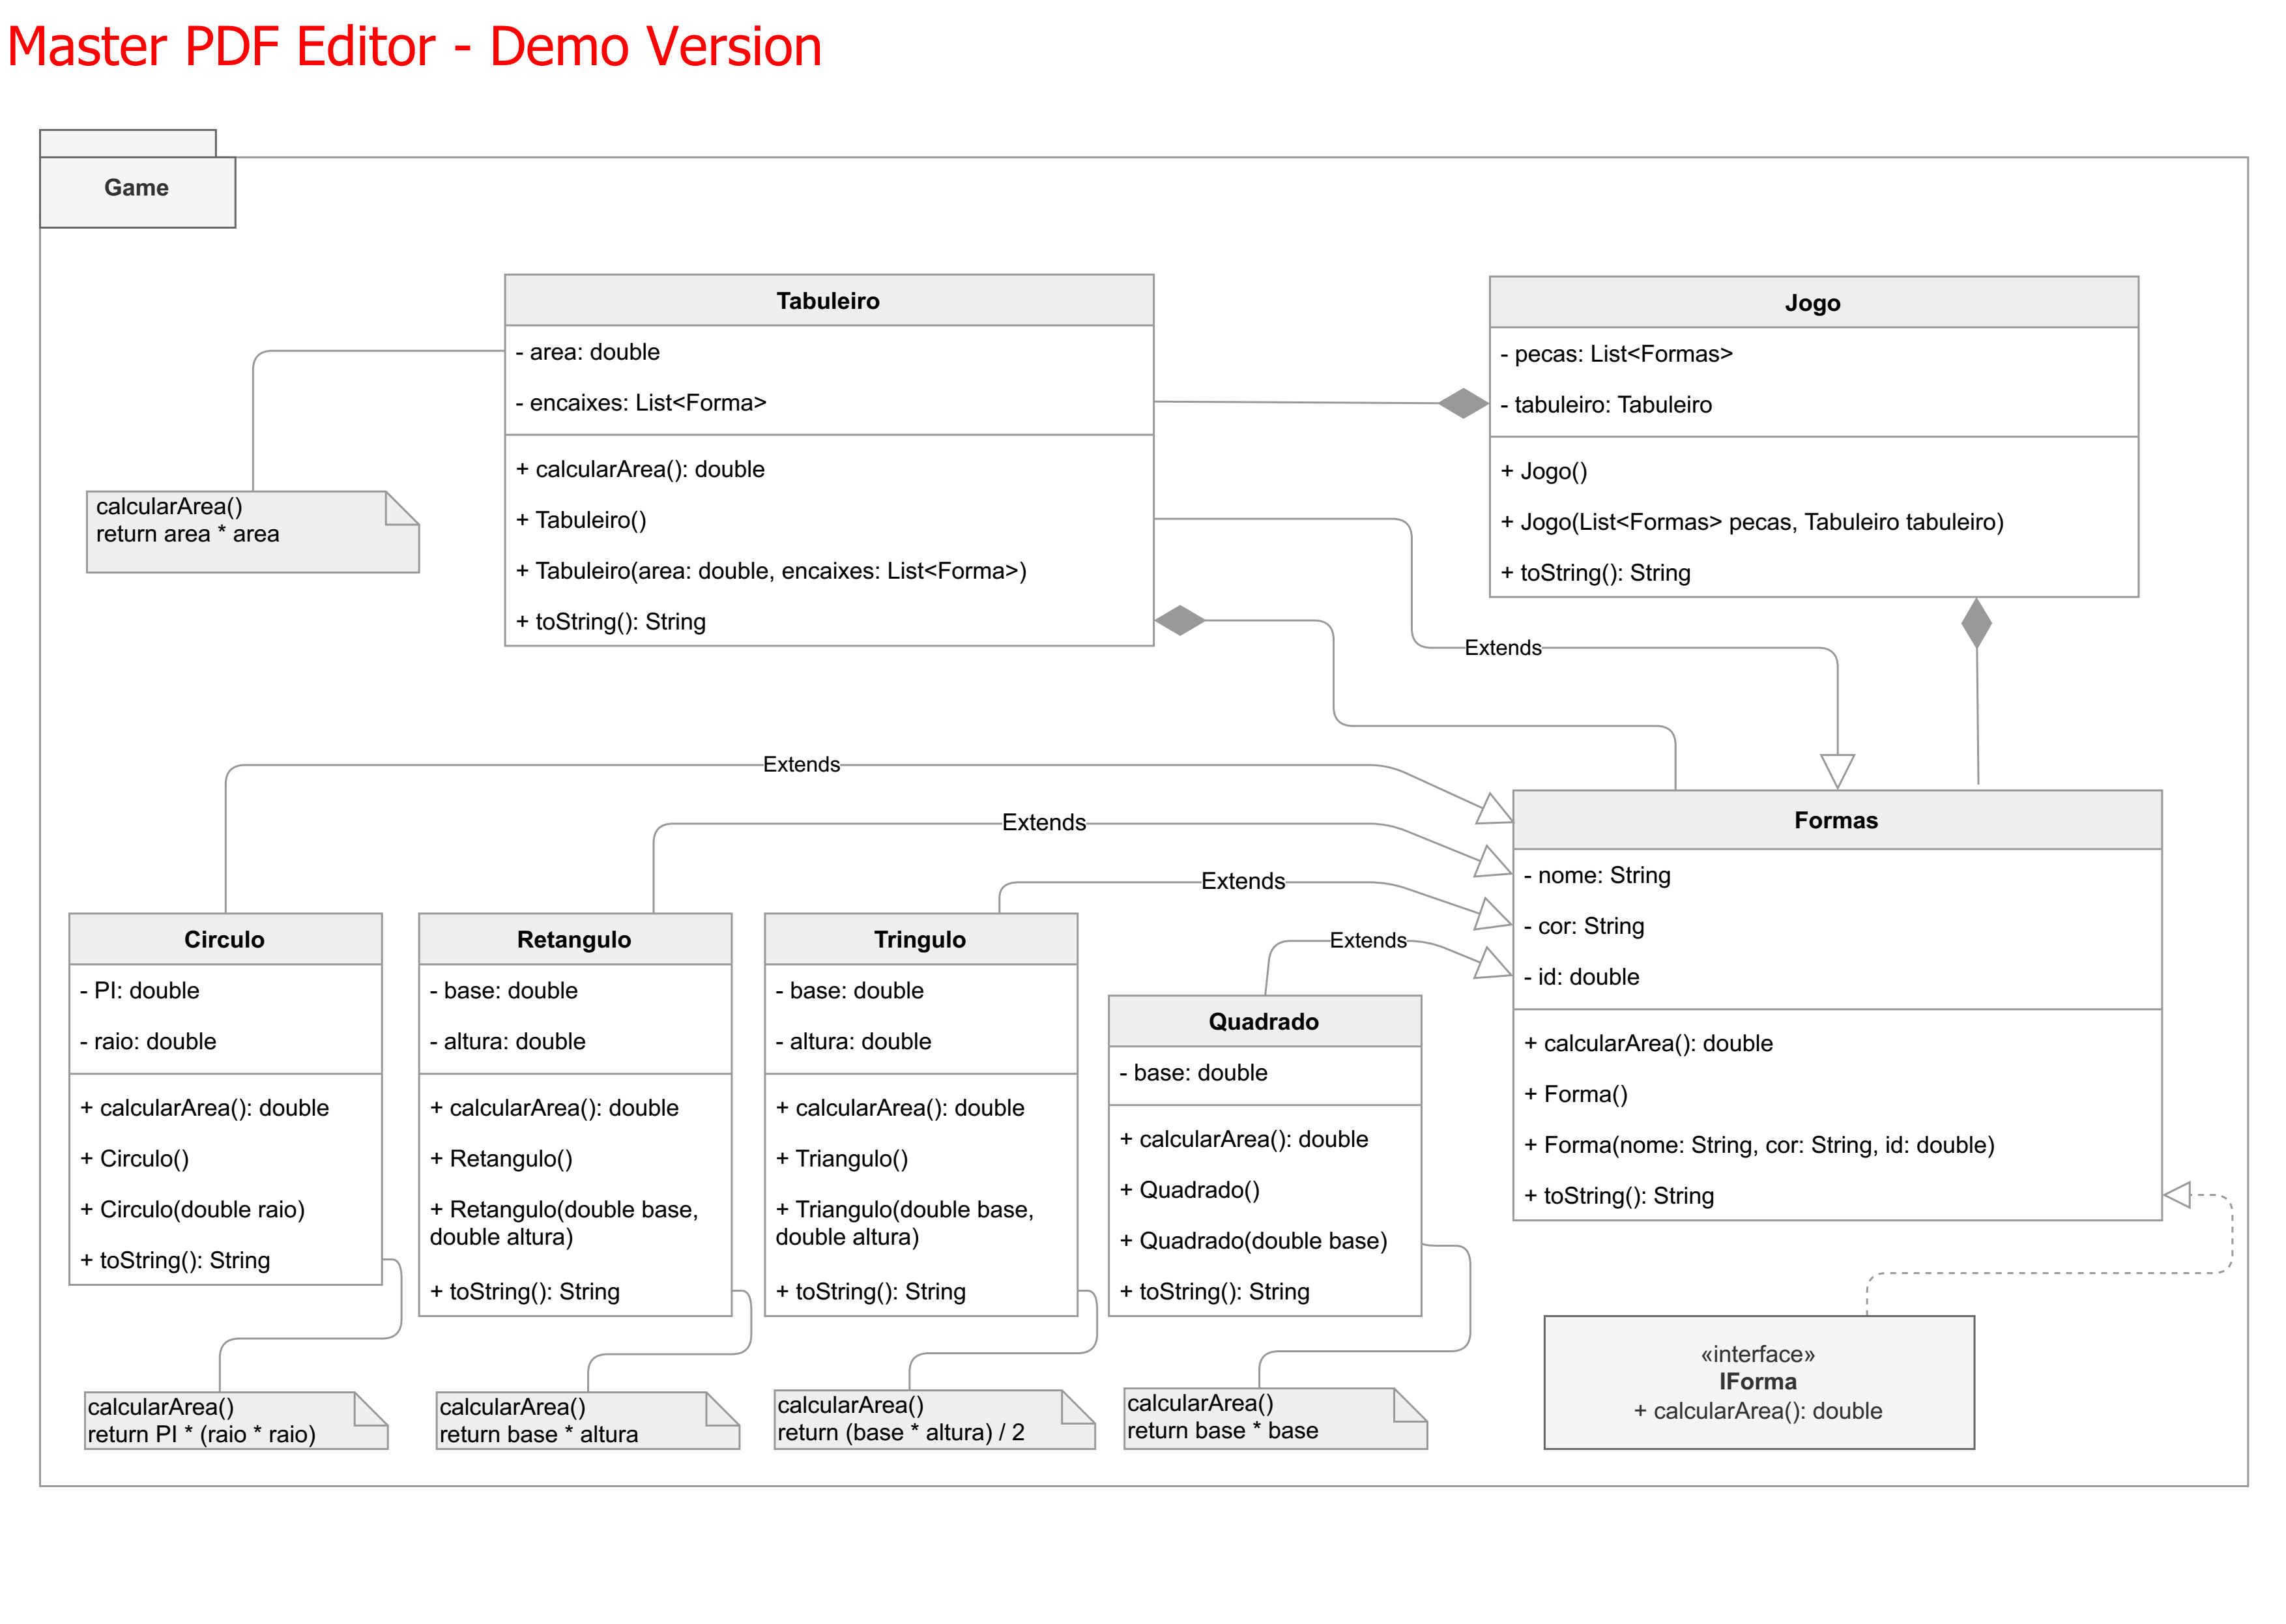 Master PDF Editor - Demo Version
Game
Tabuleiro
- area: double
- encaixes: List<Forma>
+ calcularArea(): double
+ Tabuleiro()
+ Tabuleiro(area: double, encaixes: List<Forma>)
+ toString(): String
Jogo
- pecas: List<Formas>
- tabuleiro: Tabuleiro
+ Jogo()
+ Jogo(List<Formas> pecas, Tabuleiro tabuleiro)
+ toString(): String
calcularArea()
return area * area
Extends
Extends
Extends
Extends
Extends
Formas
- nome: String
- cor: String
- id: double
+ calcularArea(): double
+ Forma()
+ Forma(nome: String, cor: String, id: double)
+ toString(): String
Circulo
- PI: double
- raio: double
+ calcularArea(): double
+ Circulo()
+ Circulo(double raio)
+ toString(): String
Retangulo
- base: double
- altura: double
+ calcularArea(): double
+ Retangulo()
+ Retangulo(double base,
double altura)
+ toString(): String
Tringulo
- base: double
- altura: double
+ calcularArea(): double
+ Triangulo()
+ Triangulo(double base,
double altura)
+ toString(): String
Quadrado
- base: double
+ calcularArea(): double
+ Quadrado()
+ Quadrado(double base)
+ toString(): String
calcularArea()
return PI * (raio * raio)
calcularArea()
return base * altura
calcularArea()
return (base * altura) / 2
calcularArea()
return base * base
«interface»
IForma
+ calcularArea(): double